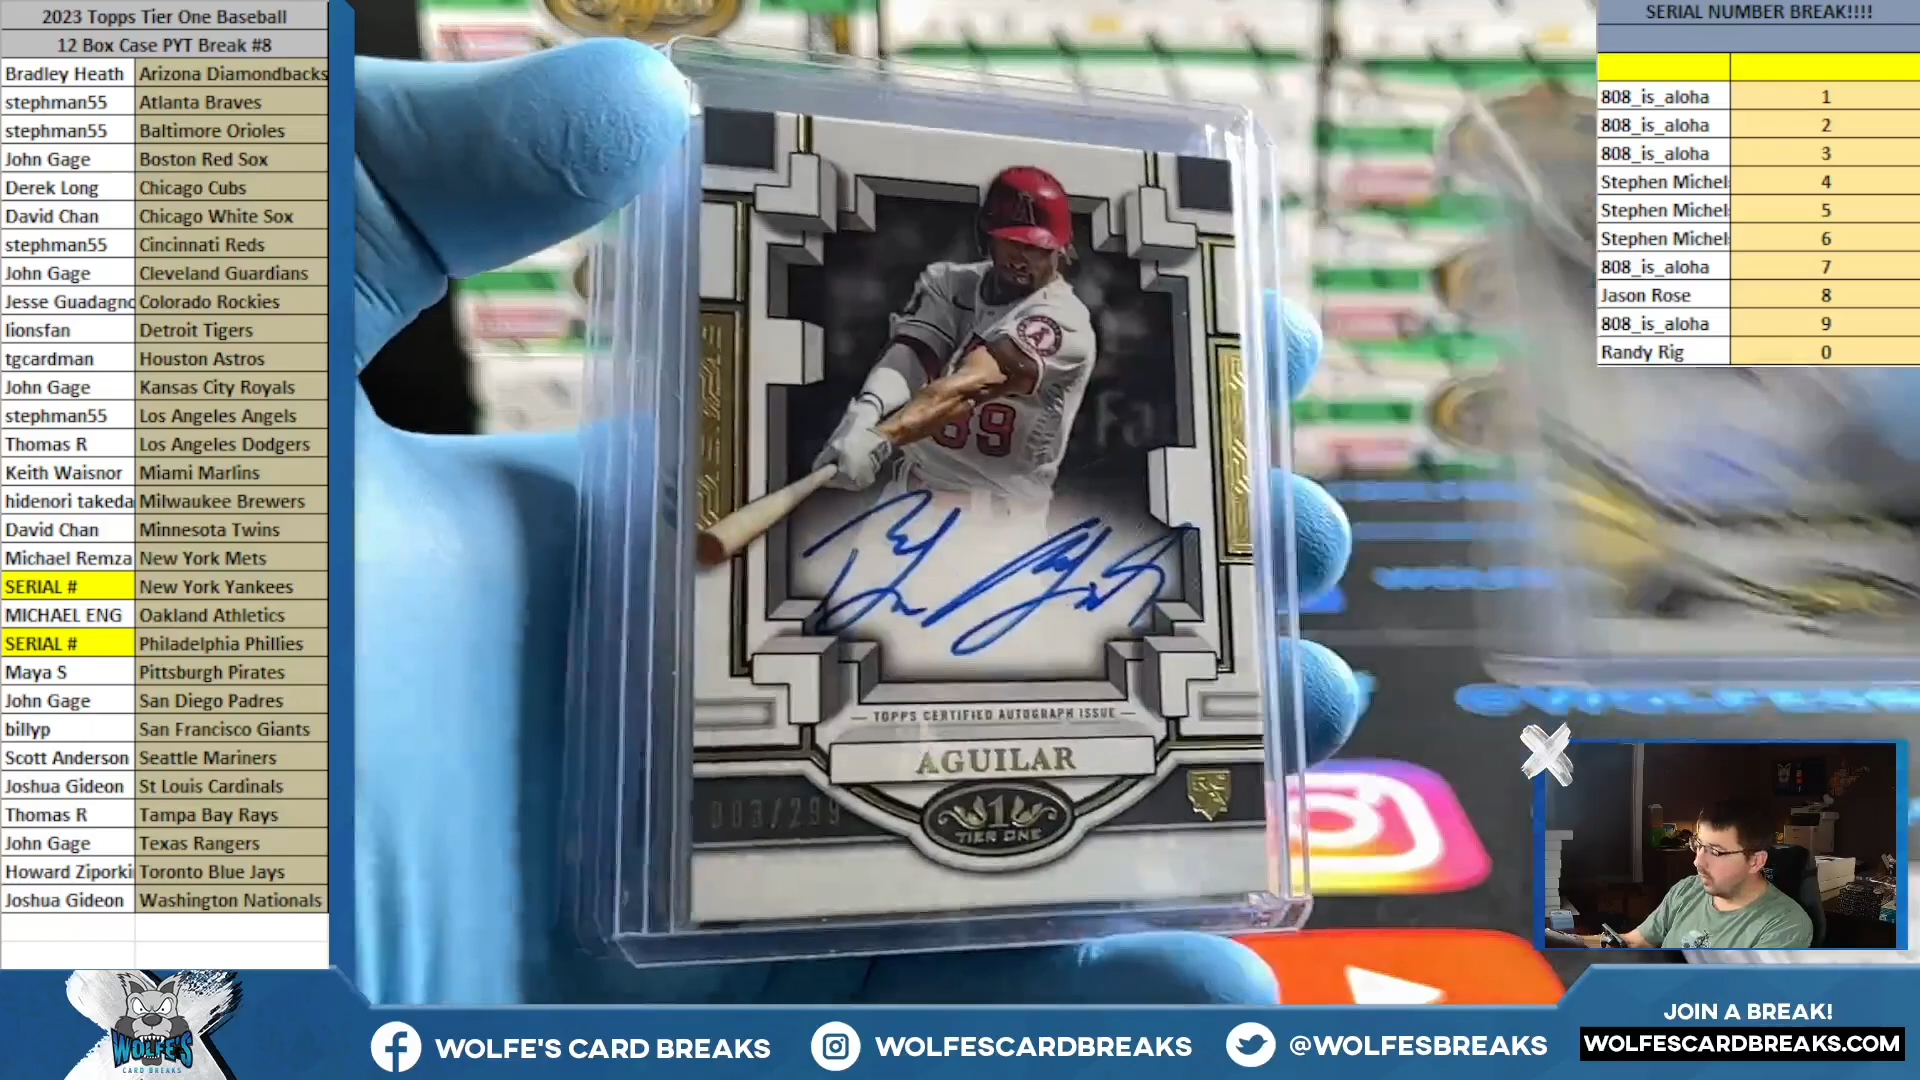 2023 Topps Tier One Baseball
12 Box Case PYT Break #8
Bradley Heath Arizona Diamondbacks
stephman55 Atlanta Braves
stephman55 Baltimore Orioles
John Gage Boston Red Sox
Derek Long Chicago Cubs
David Chan Chicago White Sox
stephman55 Cincinnati Reds
John Gage Cleveland Guardians
Jesse Guadagno Colorado Rockies
lionsfan Detroit Tigers
tgcardman Houston Astros
John Gage Kansas City Royals
stephman55 Los Angeles Angels
Thomas R Los Angeles Dodgers
Keith Waisnor Miami Marlins
hidenori takeda Milwaukee Brewers
David Chan Minnesota Twins
Michael Remza New York Mets
SERIAL # New York Yankees
MICHAEL ENG Oakland Athletics
SERIAL # Philadelphia Phillies
Maya S Pittsburgh Pirates
John Gage San Diego Padres
billyp San Francisco Giants
Scott Anderson Seattle Mariners
Joshua Gideon St Louis Cardinals
Thomas R Tampa Bay Rays
John Gage Texas Rangers
Howard Ziporki Toronto Blue Jays
Joshua Gideon Washington Nationals
A
A
39
TOPPS CERTIFIED AUTOGRAPH ISSUE
AGUILAR
003/299
1
TIER ONE
SERIAL NUMBER BREAK!!!!
808_is_aloha 1
808_is_aloha 2
808_is_aloha 3
Stephen Michel 4
Stephen Michel 5
Stephen Michel 6
808_is_aloha 7
Jason Rose 8
808_is_aloha 9
Randy Rig 0
WOLFE'S
CARD BREAKS
WOLFE'S CARD BREAKS
WOLFESCARDBREAKS
@WOLFESBREAKS
JOIN A BREAK!
WOLFESCARDBREAKS.COM